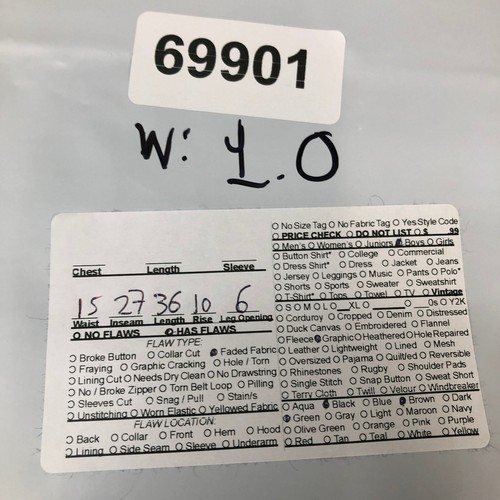 69901
W: 1.0
O No Size Tag O No Fabric Tag O Yes Style Code
O PRICE CHECK O DO NOT LIST O $ 99
O Men's O Women's O Juniors O Boys O Girls
O Button Shirt* O College O Commercial
O Dress Shirt* O Dress O Jacket O Jeans
O Jersey O Leggings O Music O Pants O Polo*
O Shorts O Sports O Sweater O Sweatshirt
O T-Shirt* O Tops O Towel O TV O Vintage
O S O M O L O XL O O 0s O Y2K
O Corduroy O Cropped O Denim O Distressed
O Duck Canvas O Embroidered O Flannel
O Fleece O Graphic O Heathered O Hole Repaired
O Leather O Lightweight O Lined O Mesh
O Oversized O Pajama O Quilted O Reversible
O Rhinestones O Rugby O Shoulder Pads
O Single Stitch O Snap Button O Sweat Short
O Terry Cloth O Twill O Velour O Windbreaker
O Aqua O Black O Blue O Brown O Dark
O Green O Gray O Light O Maroon O Navy
O Olive Green O Orange O Pink O Purple
O Red O Tan O Teal O White O Yellow
Chest Length Sleeve
15 27 36 10 6
Waist Inseam Length Rise Leg Opening
O NO FLAWS O HAS FLAWS
FLAW TYPE:
O Broke Button O Collar Cut O Faded Fabric
O Fraying O Graphic Cracking O Hole / Torn
O Lining Cut O Needs Dry Clean O No Drawstring
O No / Broke Zipper O Torn Belt Loop O Pilling
O Sleeves Cut O Snag / Pull O Stain/s
O Unstitching O Worn Elastic O Yellowed Fabric
FLAW LOCATION:
O Back O Collar O Front O Hem O Hood
O Lining O Side Seam O Sleeve O Underarm